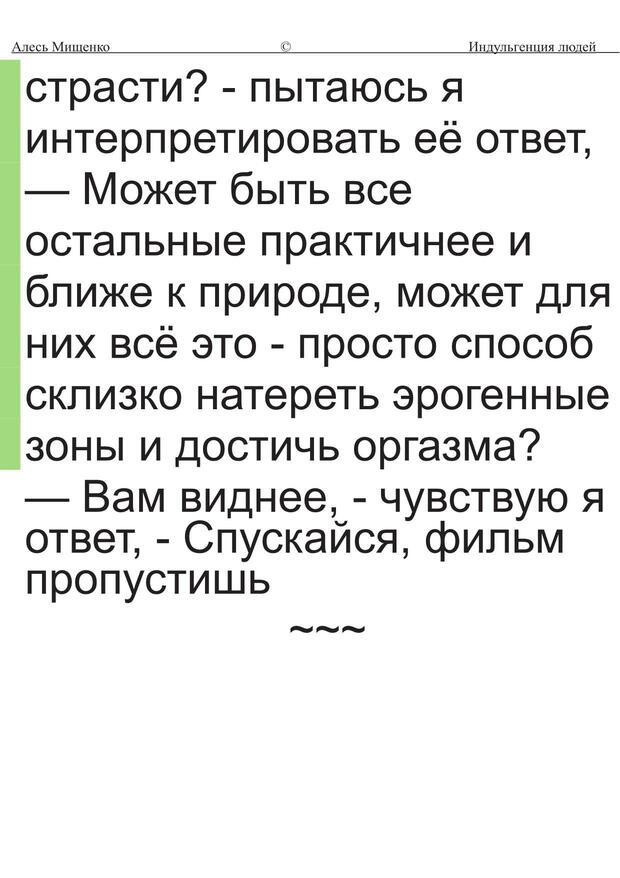 Алесь Мищенко © Индульгенция людей
страсти? - пытаюсь я
интерпретировать её ответ,
— Может быть все
остальные практичнее и
ближе к природе, может для
них всё это - просто способ
склизко натереть эрогенные
зоны и достичь оргазма?
— Вам виднее, - чувствую я
ответ, - Спускайся, фильм
пропустишь
~~~